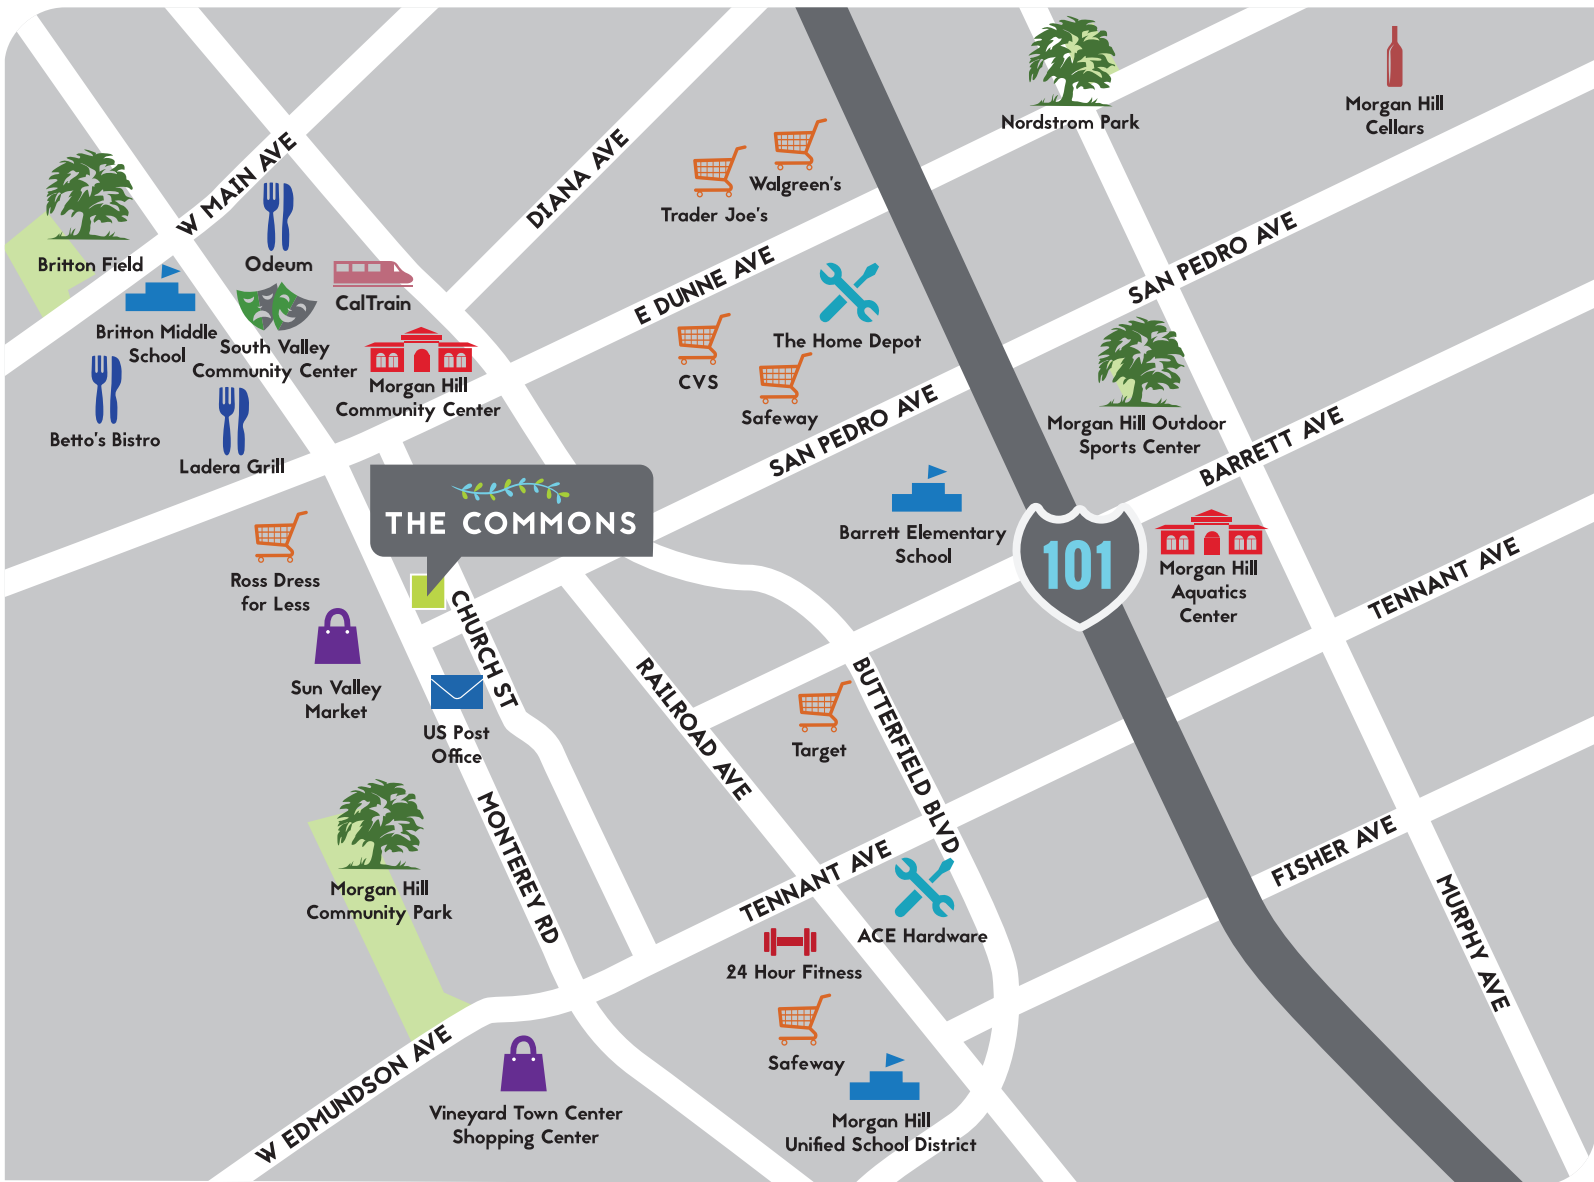 Nordstrom Park
Morgan Hill
Cellars
W MAIN AVE
DIANA AVE
Walgreen's
Trader Joe's
Britton Field
Odeum
CalTrain
E DUNNE AVE
SAN PEDRO AVE
Britton Middle
School
South Valley
Community Center
The Home Depot
Morgan Hill
Community Center
CVS
Safeway
SAN PEDRO AVE
Betto's Bistro
Ladera Grill
Morgan Hill Outdoor
Sports Center
BARRETT AVE
THE COMMONS
Barrett Elementary
School
101
Morgan Hill
Aquatics
Center
TENNANT AVE
Ross Dress
for Less
CHURCH ST
Sun Valley
Market
US Post
Office
RAILROAD AVE
Target
BUTTERFIELD BLVD
MONTEREY RD
Morgan Hill
Community Park
TENNANT AVE
FISHER AVE
MURPHY AVE
ACE Hardware
24 Hour Fitness
Safeway
W EDMUNDSON AVE
Vineyard Town Center
Shopping Center
Morgan Hill
Unified School District